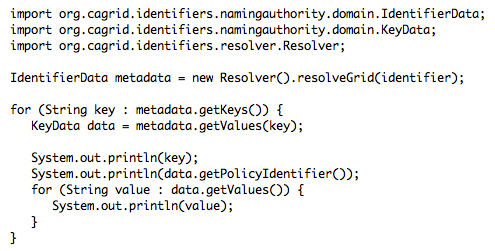 import org.cagrid.identifiers.namingauthority.domain.IdentifierData;
import org.cagrid.identifiers.namingauthority.domain.KeyData;
import org.cagrid.identifiers.resolver.Resolver;

IdentifierData metadata = new Resolver().resolveGrid(identifier);

for (String key : metadata.getKeys()) {
   KeyData data = metadata.getValues(key);

   System.out.println(key);
   System.out.println(data.getPolicyIdentifier());
   for (String value : data.getValues()) {
      System.out.println(value);
   }
}